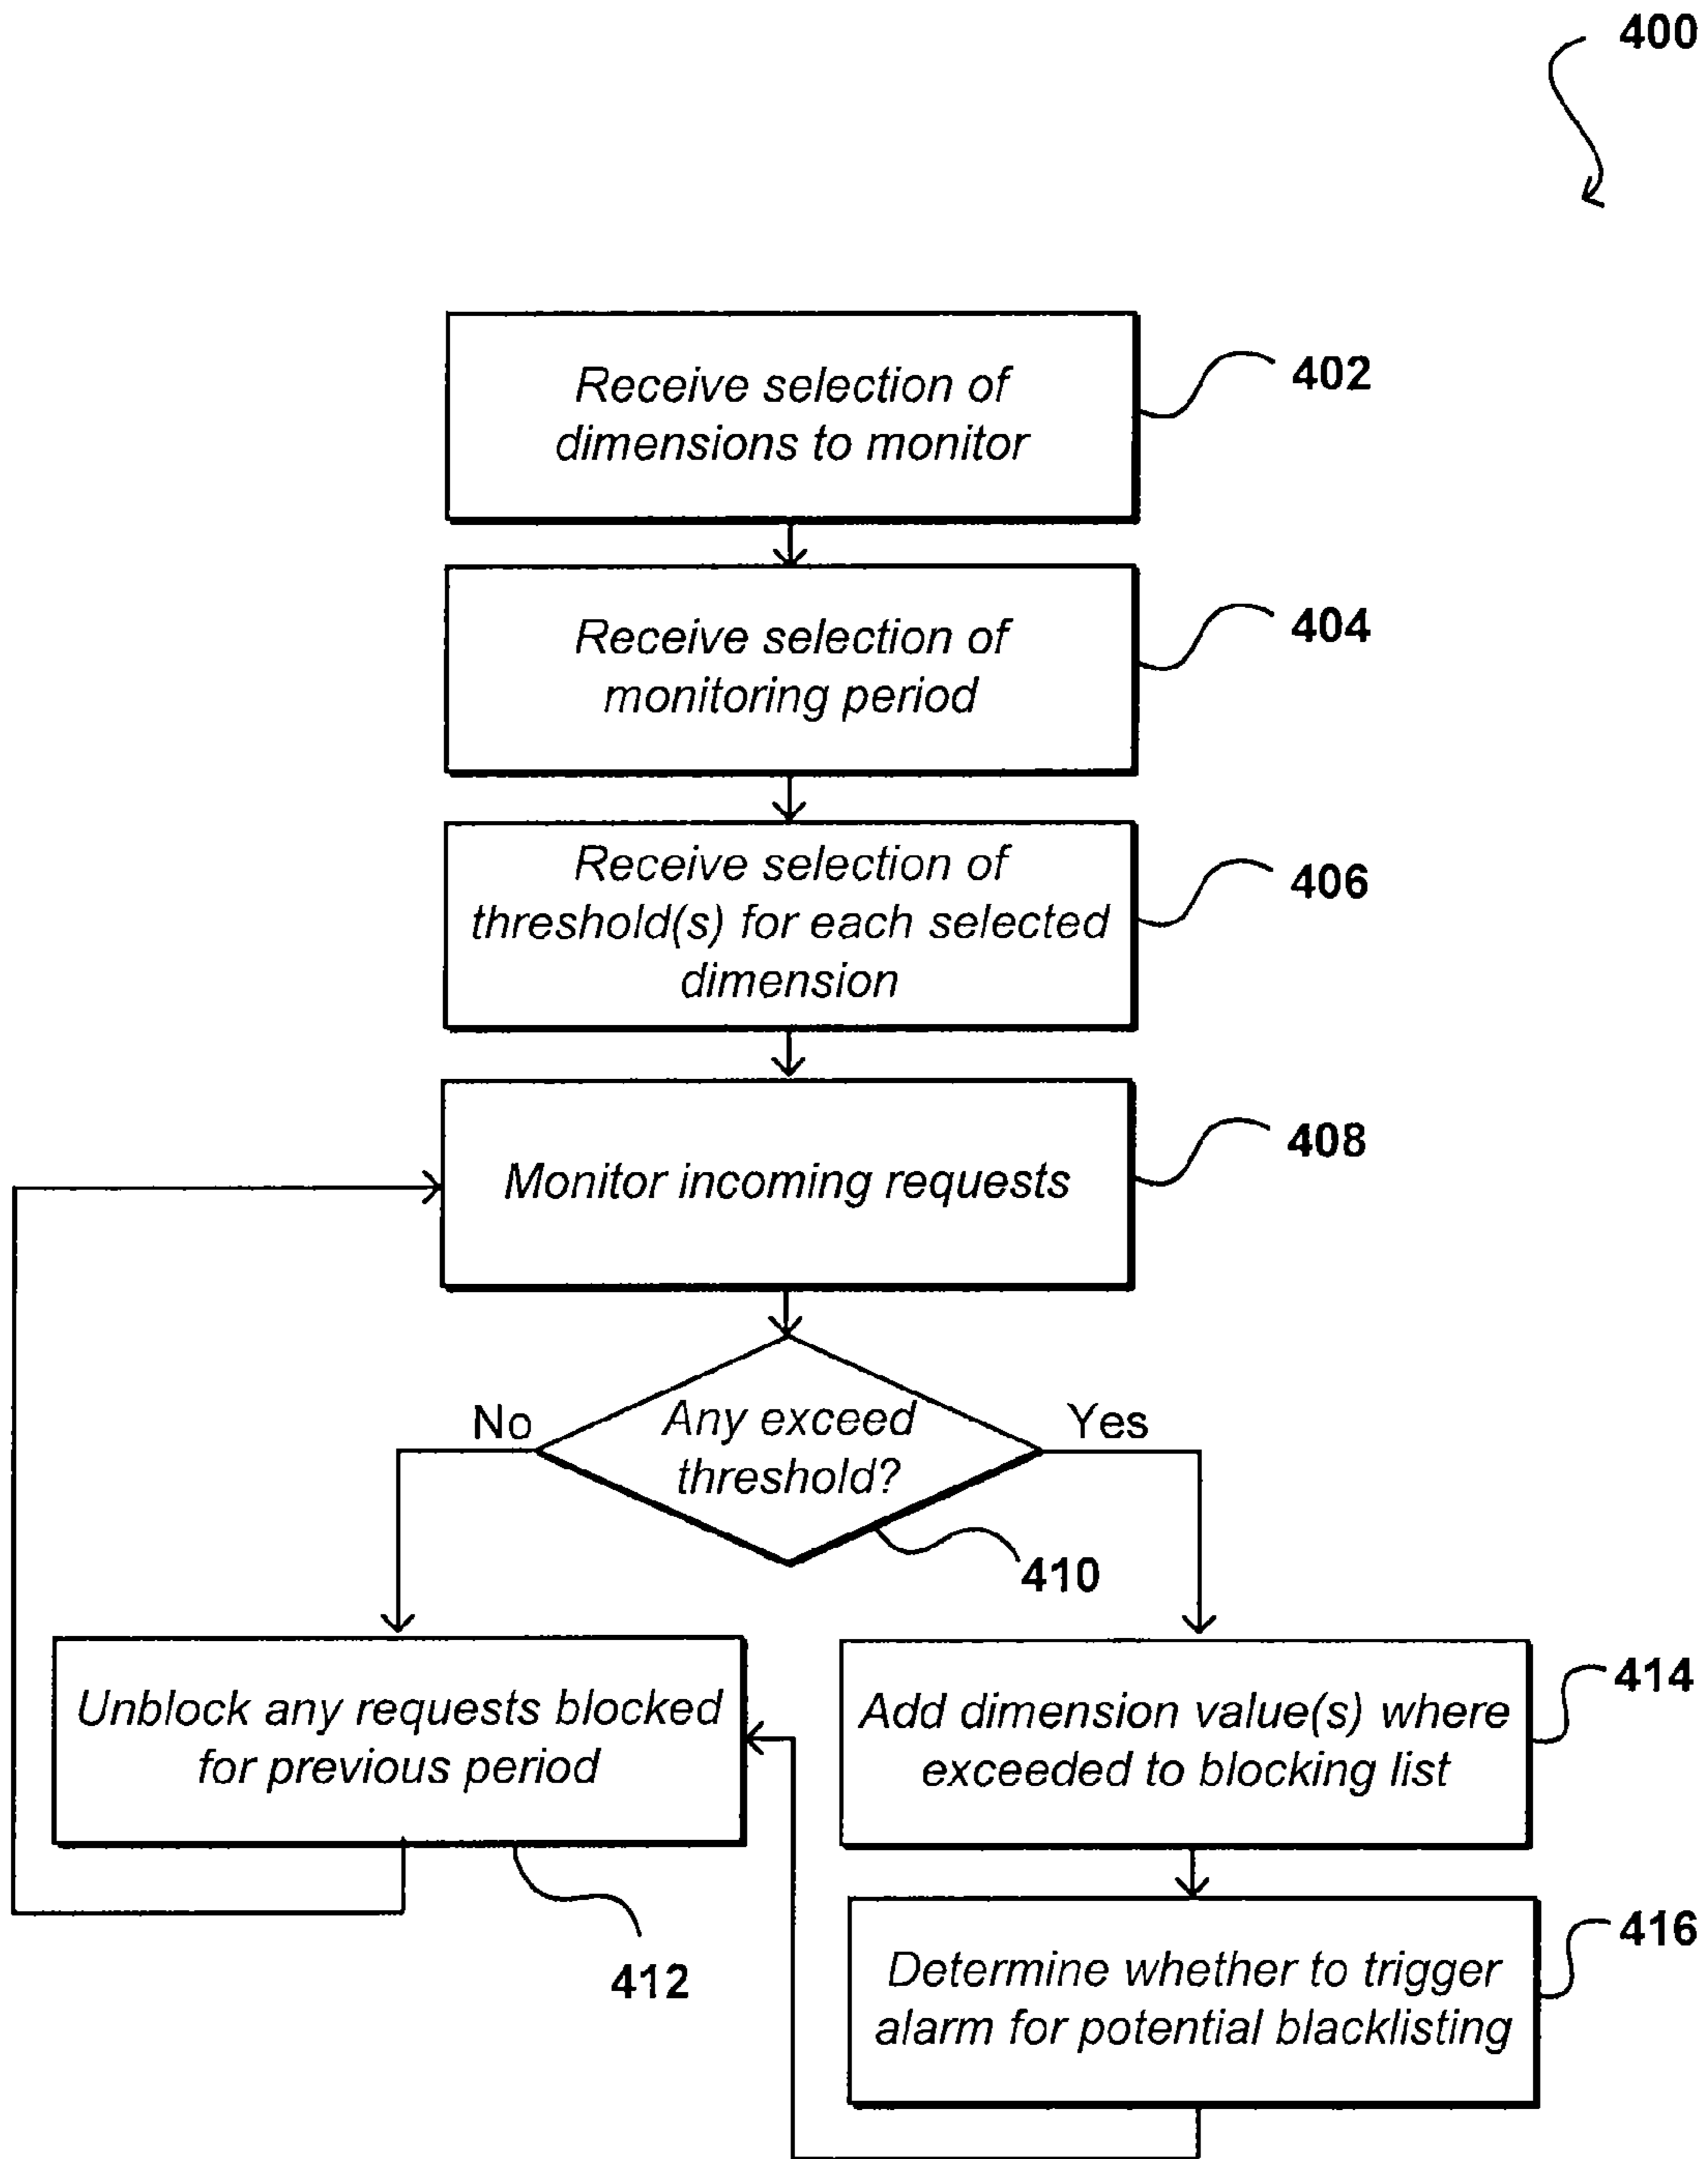 400
Receive selection of
dimensions to monitor
402
Receive selection of
monitoring period
404
Receive selection of
threshold(s) for each selected
dimension
406
Monitor incoming requests
408
Any exceed
threshold?
No
Yes
410
Unblock any requests blocked
for previous period
412
Add dimension value(s) where
exceeded to blocking list
414
Determine whether to trigger
alarm for potential blacklisting
416